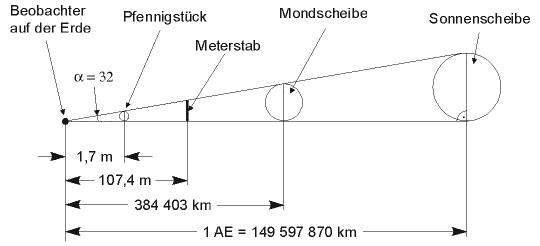 Beobachter
auf der Erde
Pfennigstück
Meterstab
Mondscheibe
Sonnenscheibe
α = 32
1,7 m
107,4 m
384 403 km
1 AE = 149 597 870 km